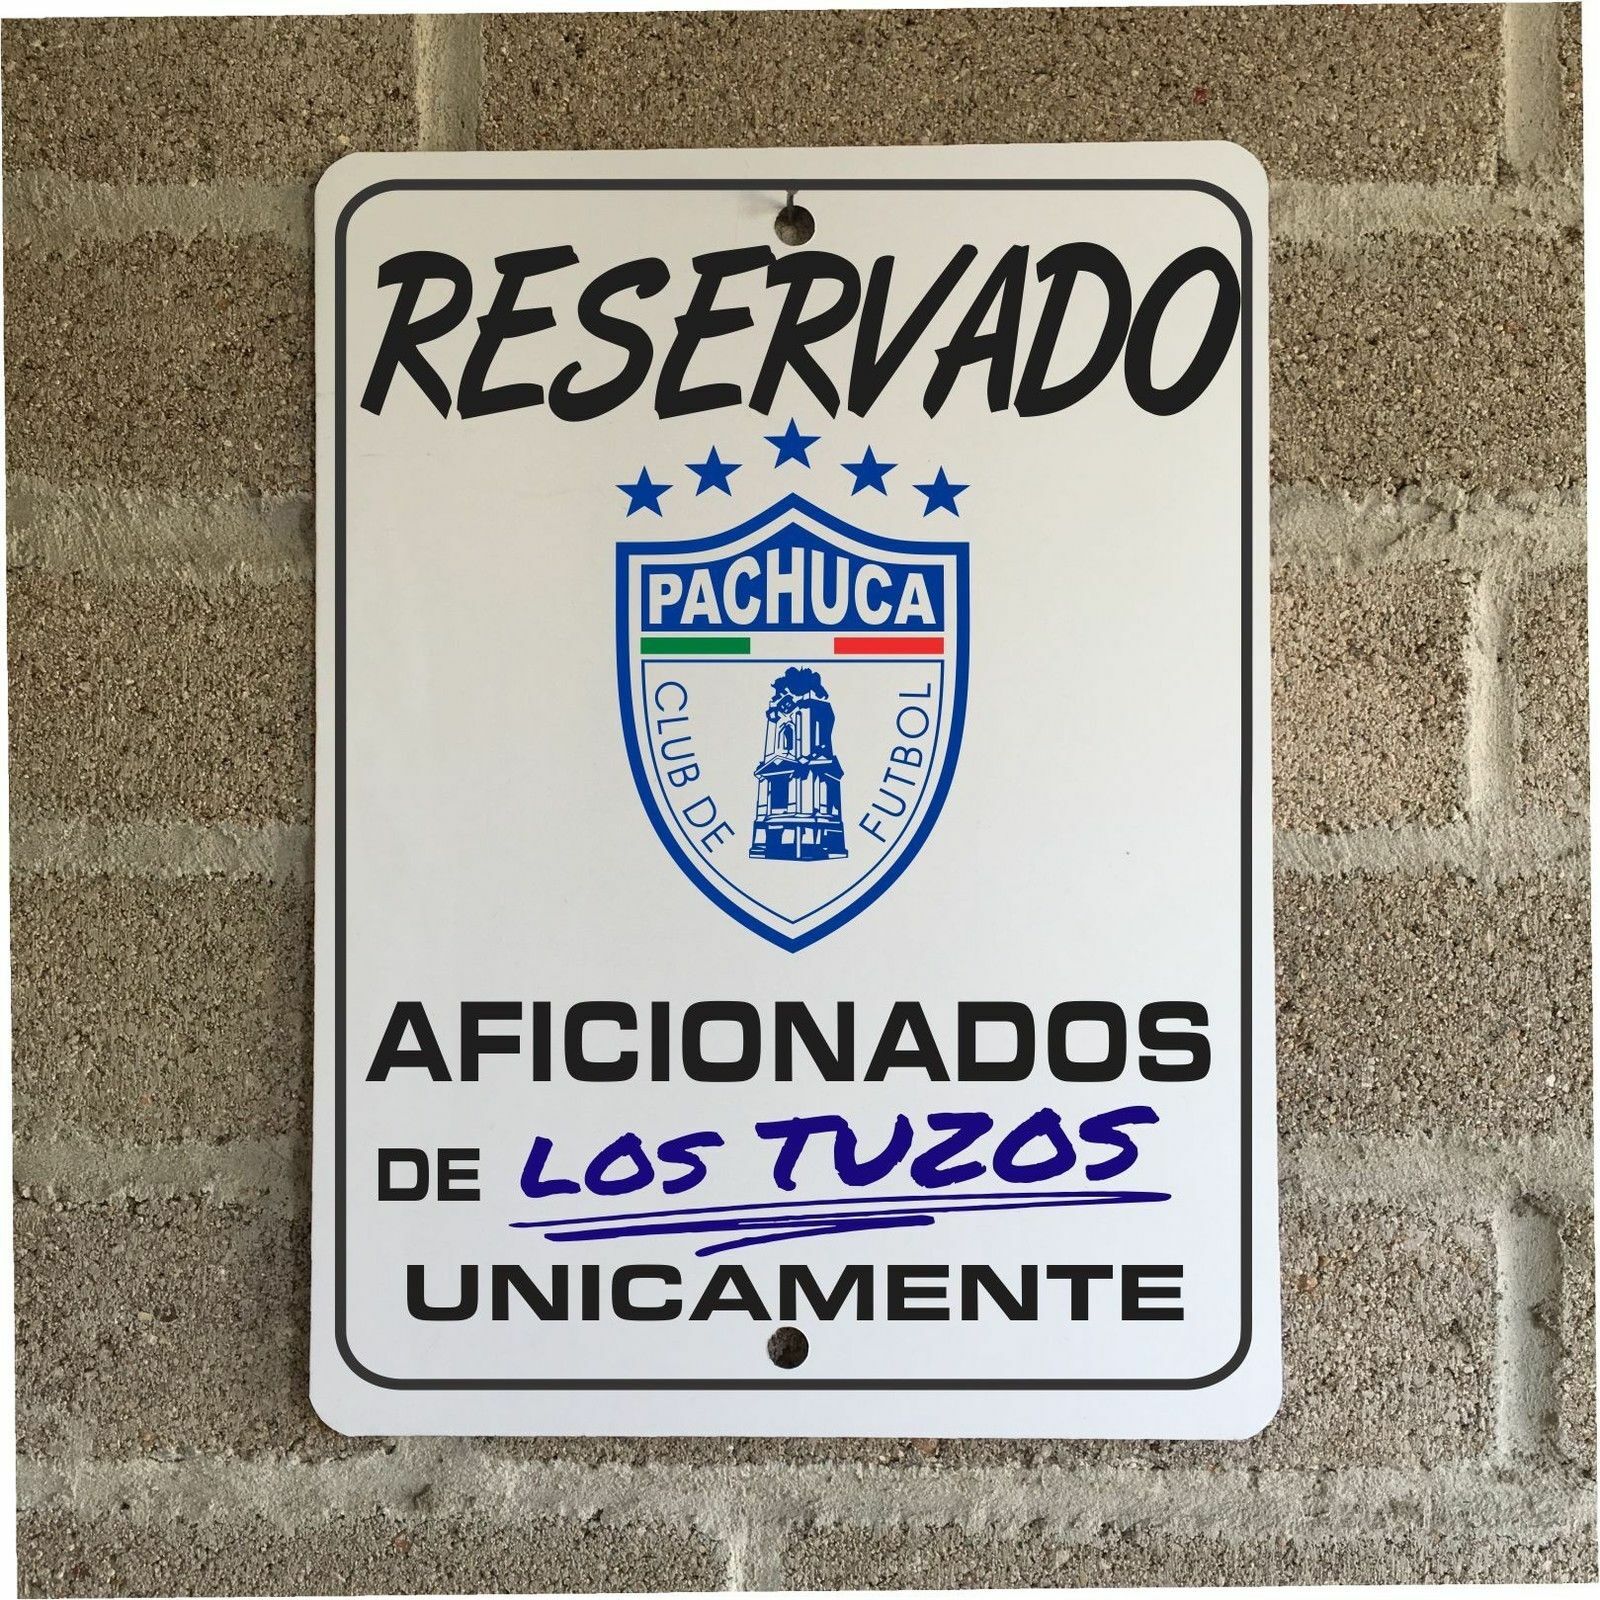 RESERVADO
PACHUCA
CLUB DE FUTBOL
AFICIONADOS
DE LOS TUZOS
UNICAMENTE